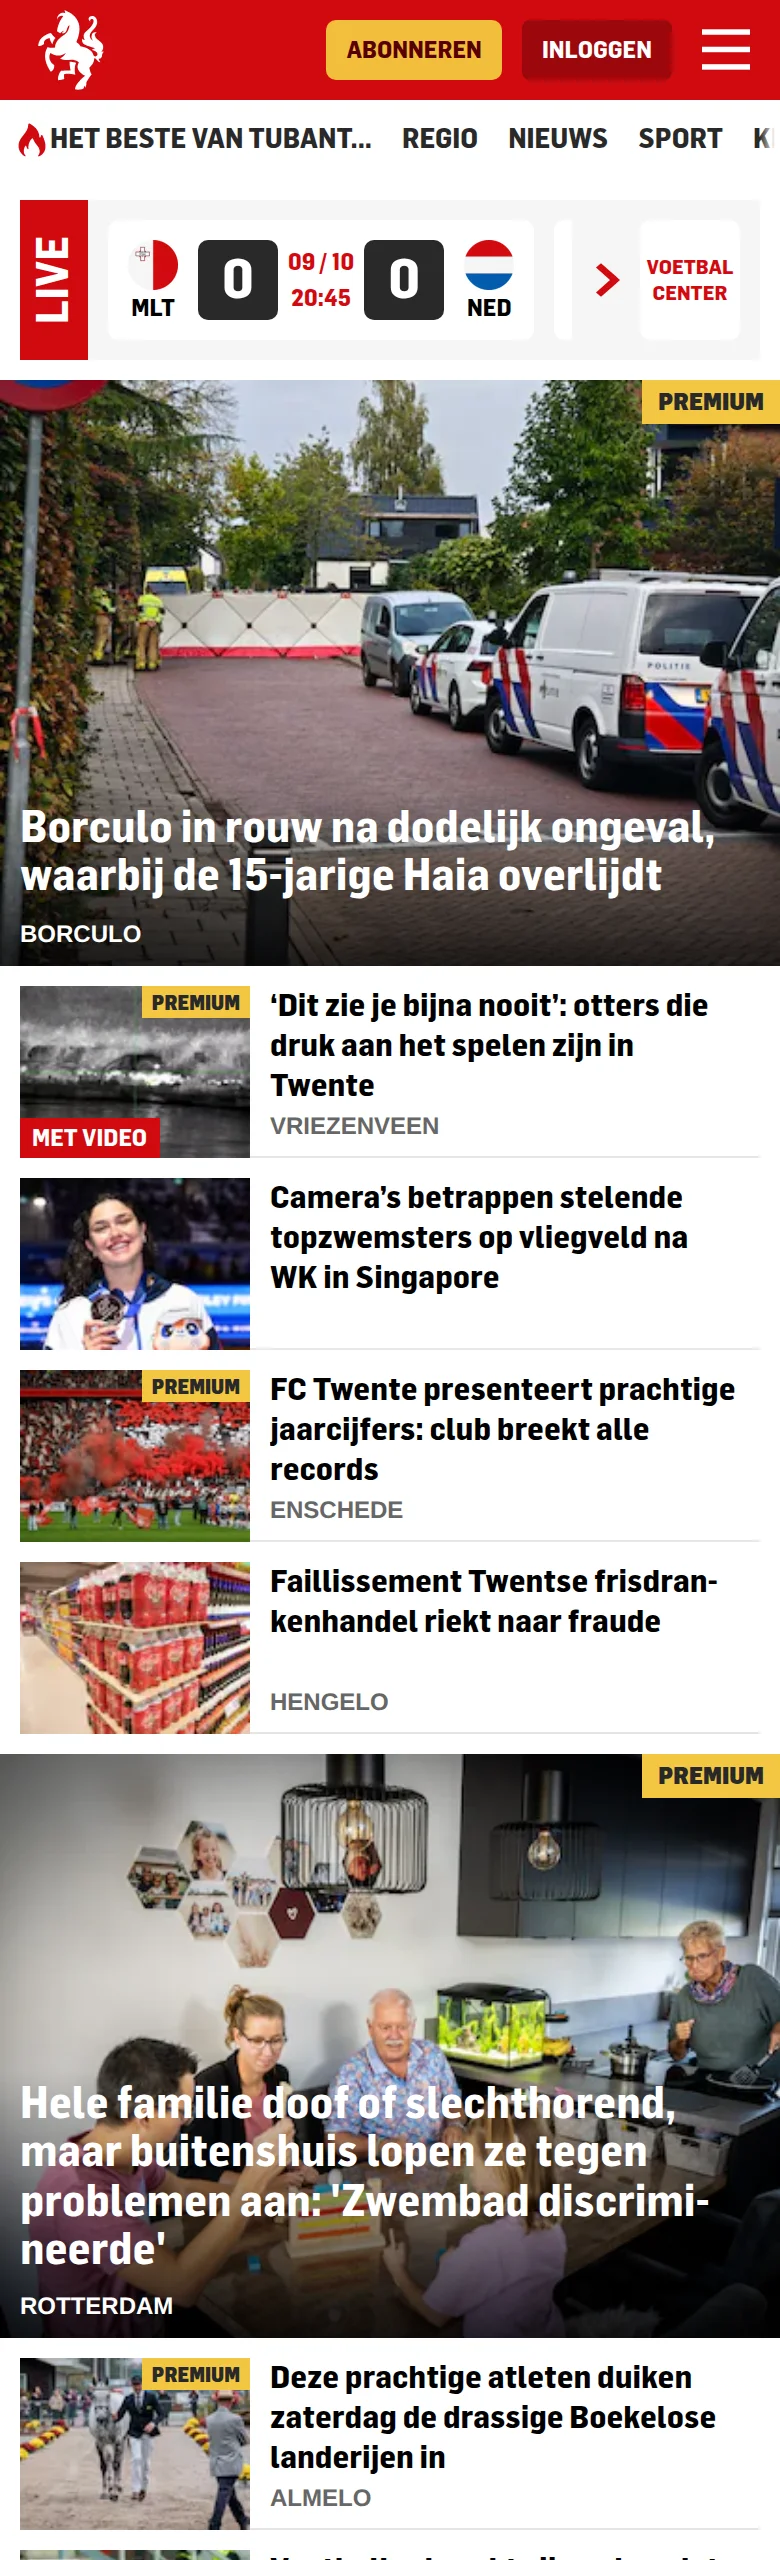 ABONNEREN
INLOGGEN
HET BESTE VAN TUBANT...
REGIO
NIEUWS
SPORT
LIVE
MLT
0
09 / 10
20:45
0
NED
VOETBAL
CENTER
PREMIUM
POLITIE
Borculo in rouw na dodelijk ongeval,
waarbij de 15-jarige Haia overlijdt
BORCULO
PREMIUM
MET VIDEO
‘Dit zie je bijna nooit’: otters die
druk aan het spelen zijn in
Twente
VRIEZENVEEN
Camera’s betrappen stelende
topzwemsters op vliegveld na
WK in Singapore
PREMIUM
FC Twente presenteert prachtige
jaarcijfers: club breekt alle
records
ENSCHEDE
Faillissement Twentse frisdran-
kenhandel riekt naar fraude
HENGELO
PREMIUM
Hele familie doof of slechthorend,
maar buitenshuis lopen ze tegen
problemen aan: 'Zwembad discrimi-
neerde'
ROTTERDAM
PREMIUM
Deze prachtige atleten duiken
zaterdag de drassige Boekelose
landerijen in
ALMELO